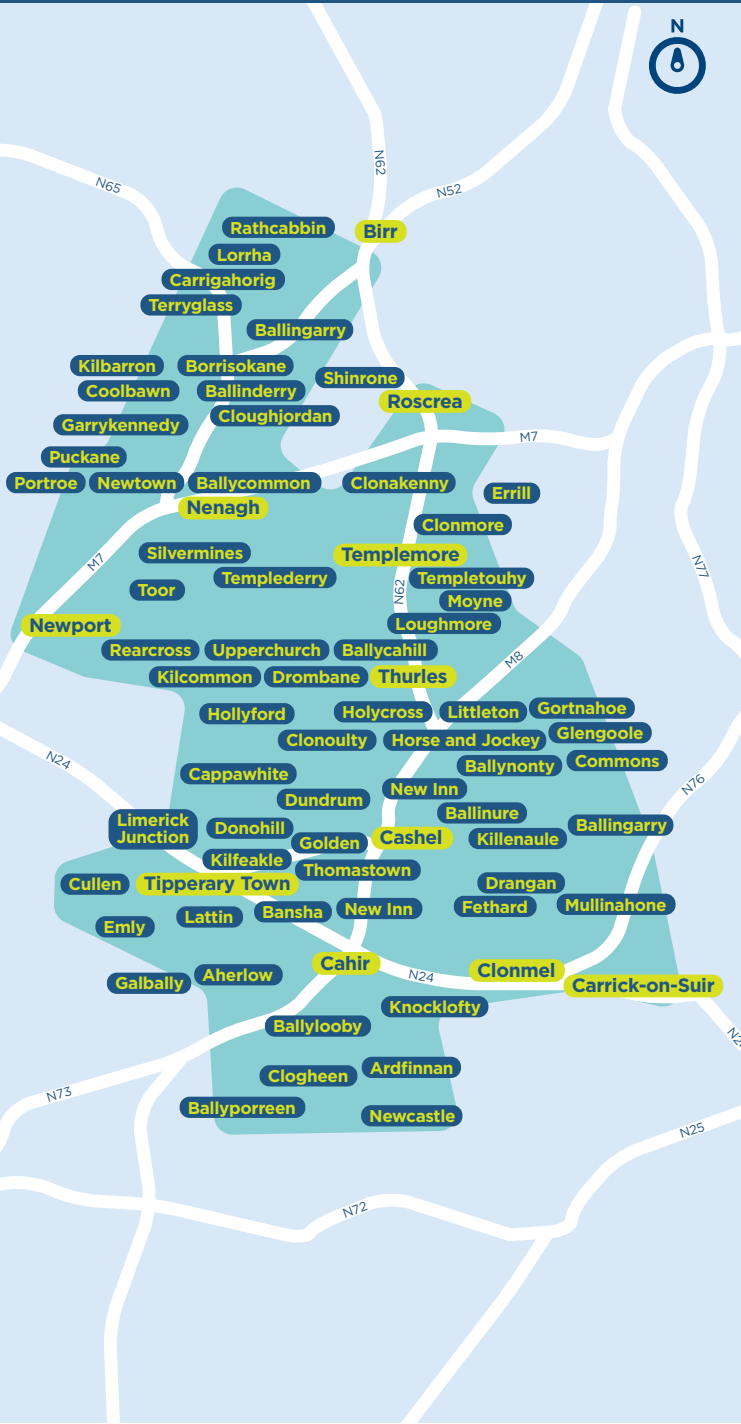 N
N62
N65
N52
Rathcabbin
Birr
Lorrha
Carrigahorig
Terryglass
Ballingarry
Kilbarron
Borrisokane
Shinrone
Coolbawn
Ballinderry
Roscrea
Cloughjordan
Garrykennedy
M7
Puckane
Portroe
Newtown
Ballycommon
Clonakenny
Errill
Nenagh
Clonmore
Silvermines
Templemore
M7
N77
Templederry
Templetouhy
Toor
N62
Moyne
Newport
Loughmore
Rearcross
Upperchurch
Ballycahill
M8
Kilcommon
Drombane
Thurles
Hollyford
Holycross
Littleton
Gortnahoe
Clonoulty
Horse and Jockey
Glengoole
N24
Ballynonty
Commons
Cappawhite
New Inn
N76
Dundrum
Ballinure
Limerick
Junction
Donohill
Golden
Cashel
Killenaule
Ballingarry
Kilfeakle
Thomastown
Cullen
Tipperary Town
Drangan
Emly
Lattin
Bansha
New Inn
Fethard
Mullinahone
Cahir
Clonmel
Galbally
Aherlow
N24
Carrick-on-Suir
Knocklofty
Ballylooby
Clogheen
Ardfinnan
N73
Ballyporreen
Newcastle
N25
N72